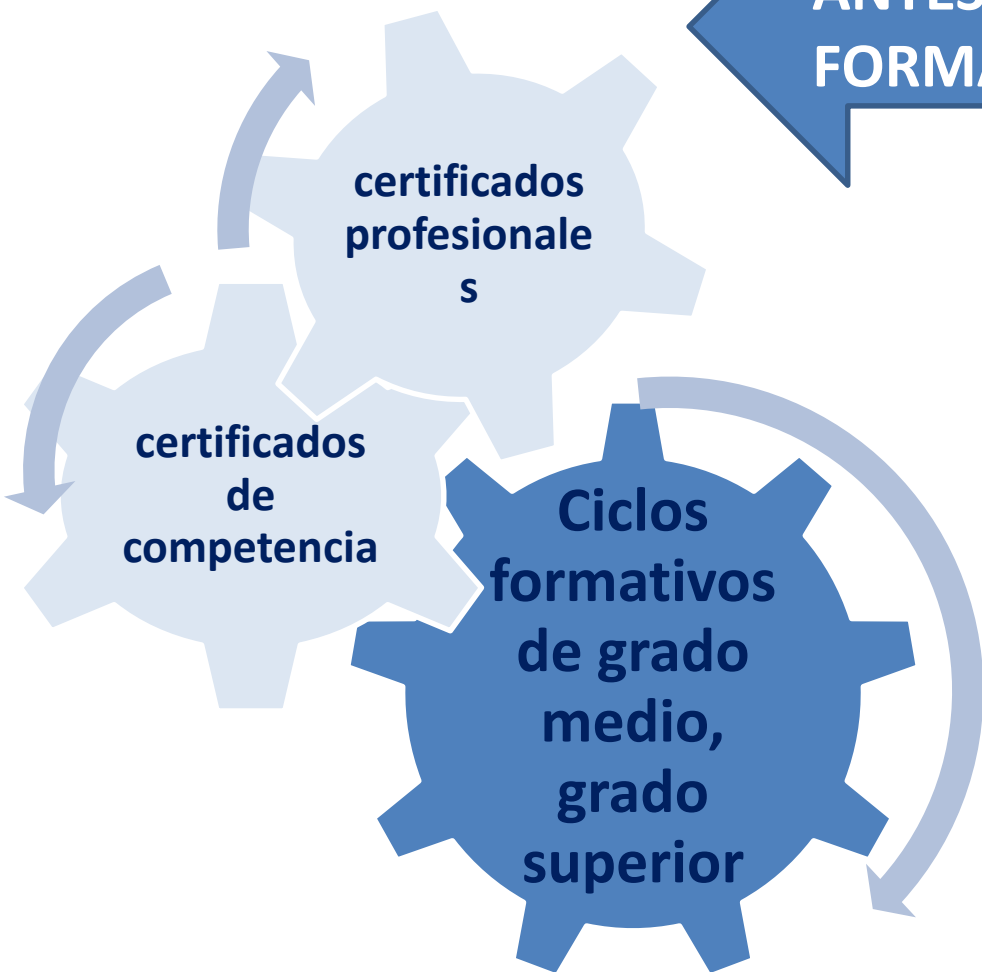 certificados
profesionale
s
certificados
de
competencia
Ciclos
formativos
de grado
medio,
grado
superior